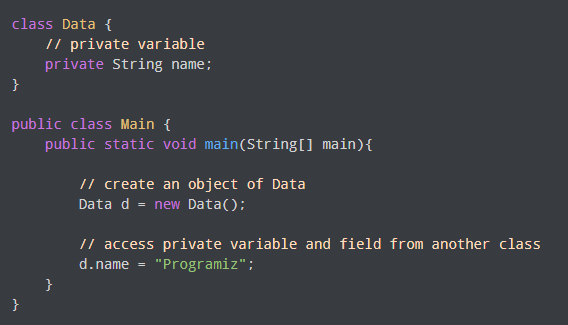 class Data {
    // private variable
    private String name;
}

public class Main {
    public static void main(String[] main){

        // create an object of Data
        Data d = new Data();

        // access private variable and field from another class
        d.name = "Programiz";
    }
}